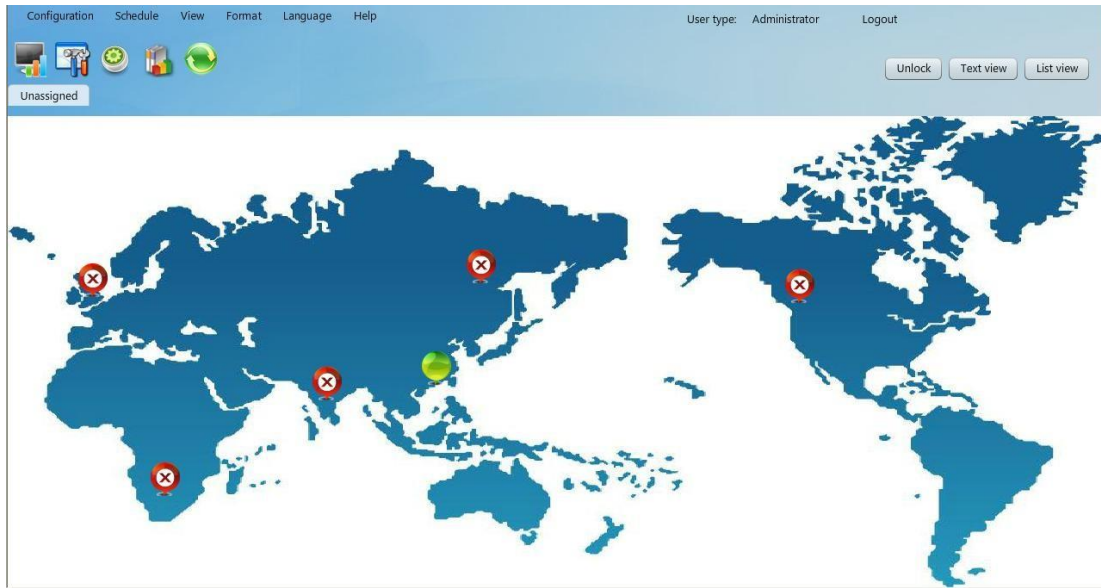 Configuration Schedule View Format Language Help User type: Administrator Logout
Unlock Text view List view
Unassigned